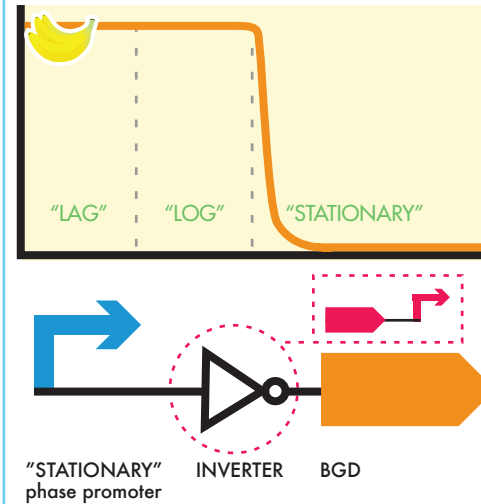 "LAG" "LOG" "STATIONARY"
"STATIONARY" INVERTER BGD
phase promoter